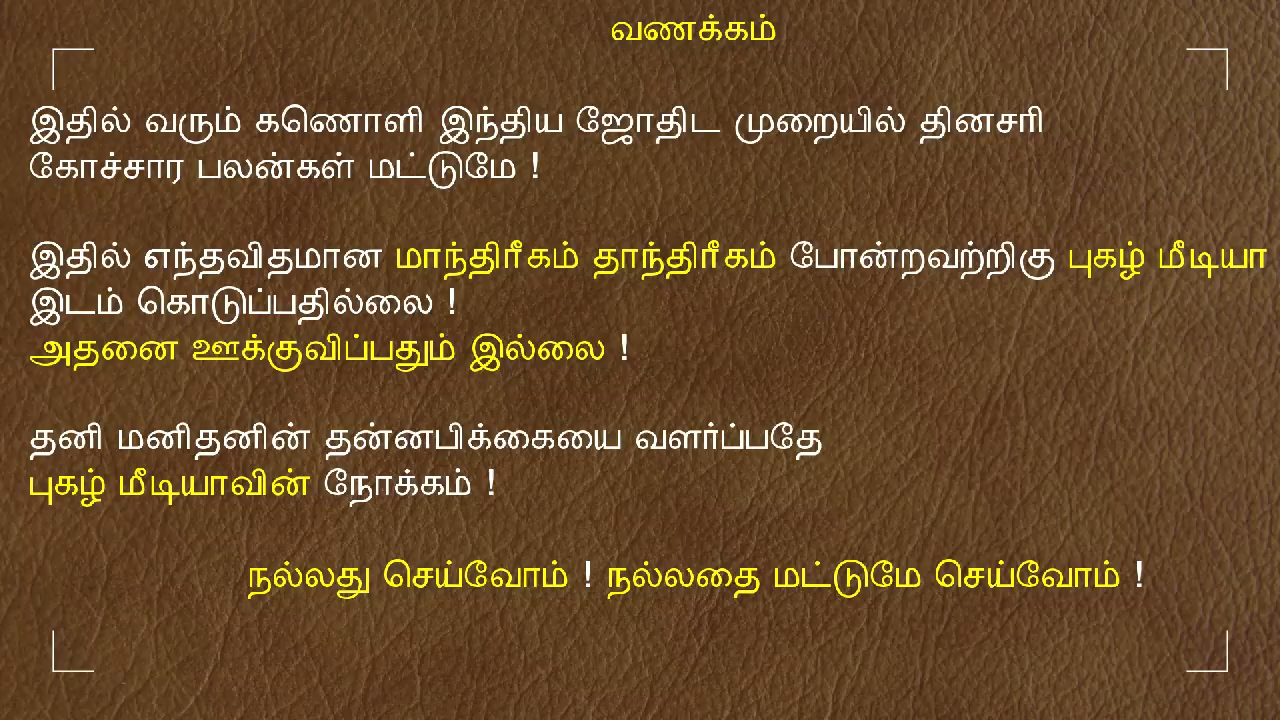 வணக்கம்
இதில் வரும் கணொளி இந்திய ஜோதிட முறையில் தினசரி
கோச்சார பலன்கள் மட்டுமே !
இதில் எந்தவிதமான மாந்திரீகம் தாந்திரீகம் போன்றவற்றிகு புகழ் மீடியா
இடம் கொடுப்பதில்லை !
அதனை ஊக்குவிப்பதும் இல்லை !
தனி மனிதனின் தன்னபிக்கையை வளர்ப்பதே
புகழ் மீடியாவின் நோக்கம் !
நல்லது செய்வோம் ! நல்லதை மட்டுமே செய்வோம் !